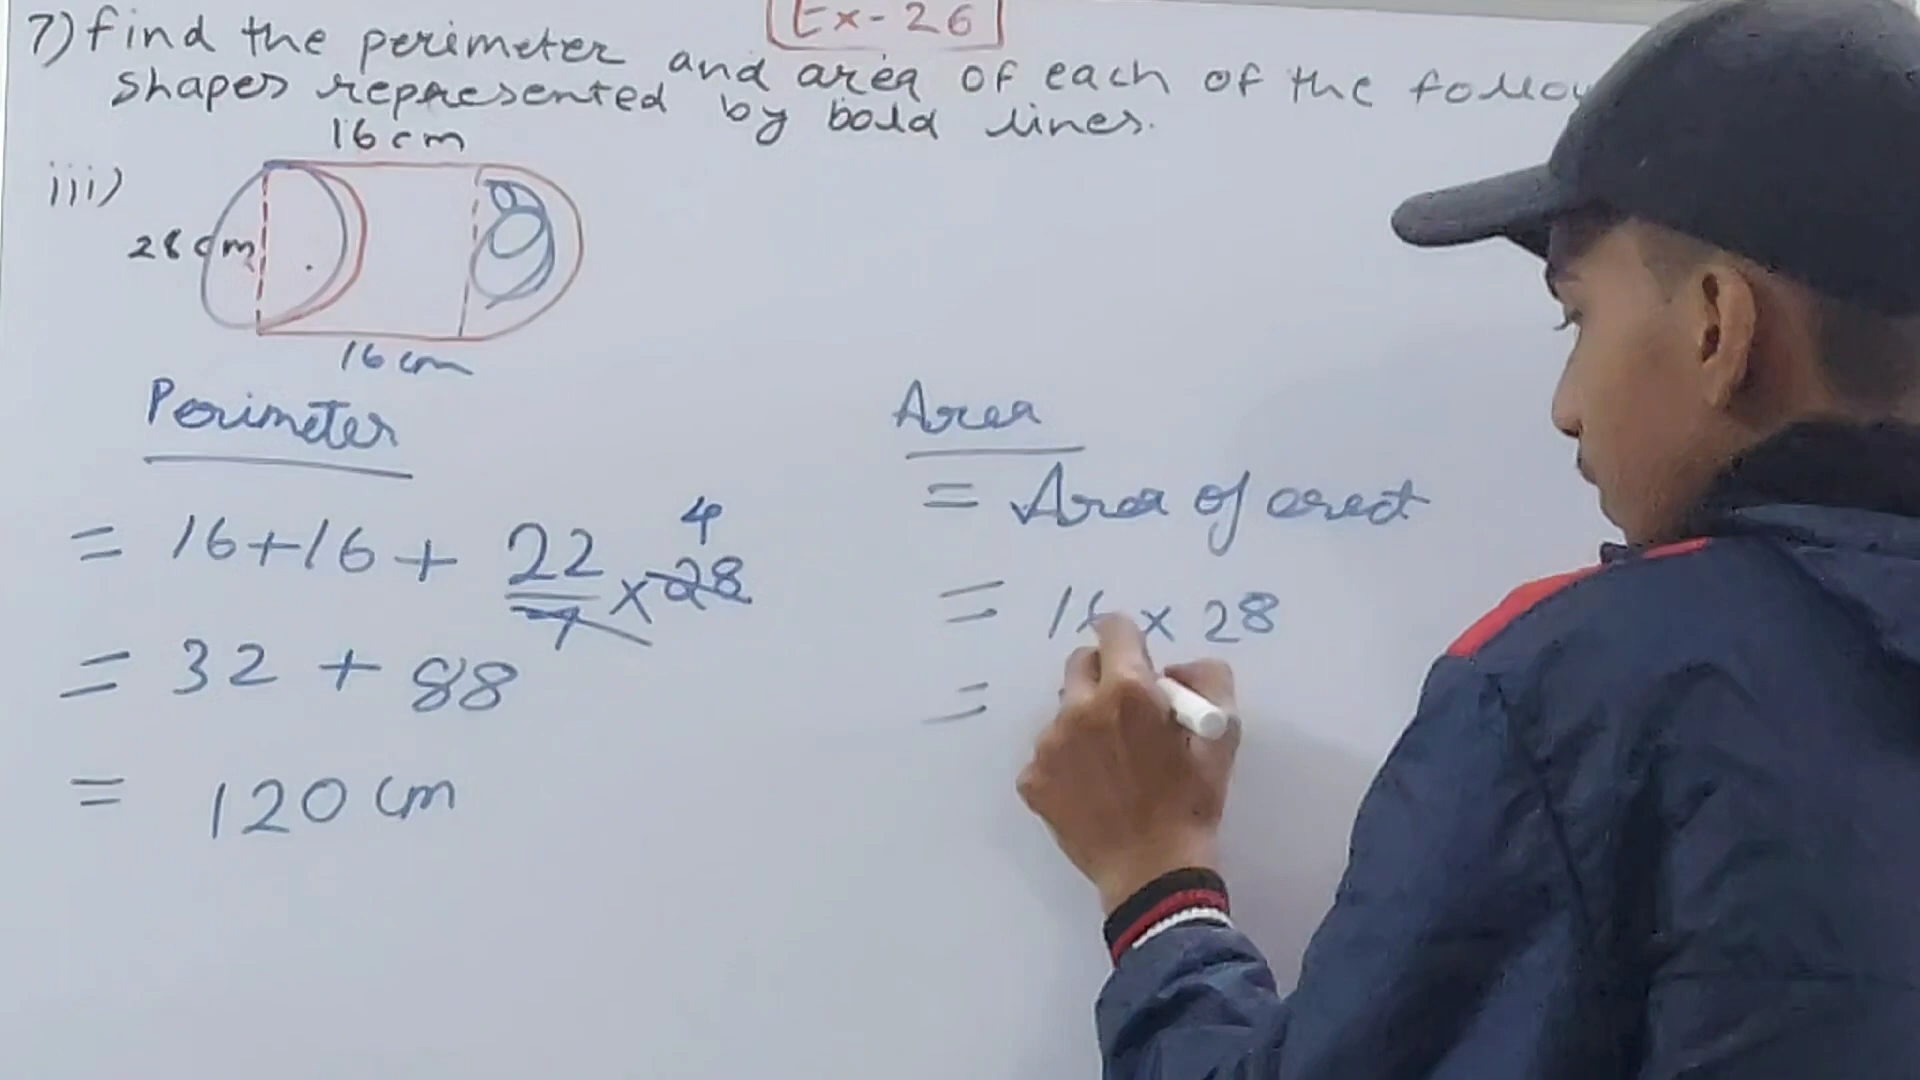 Ex-26
7) find the perimeter and area of each of the
shapes represented by bold lines.
16 cm
iii)
28 cm
16 cm
Perimeter
= 16+16 + 22/7 × 28 4
= 32 + 88
= 120 cm
Area
= Area of rect
= 16 × 28
=